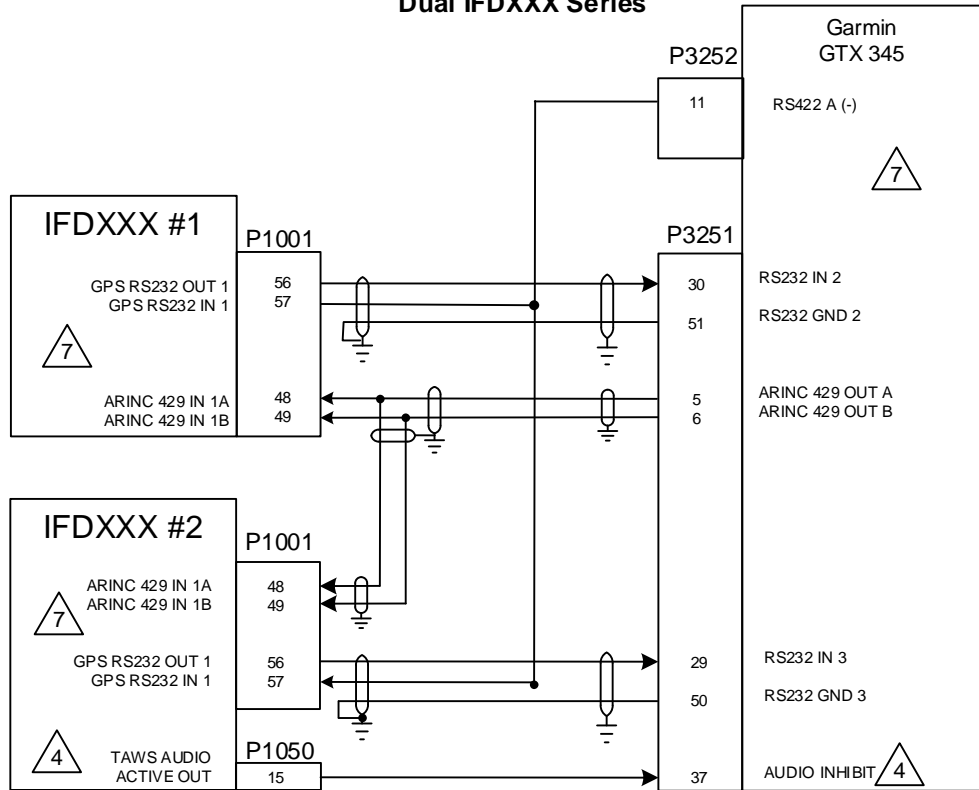 Dual IFDXXX Series
Garmin
GTX 345
P3252
11
RS422 A (-)
7
IFDXXX #1
P1001
P3251
GPS RS232 OUT 1
56
30
RS232 IN 2
GPS RS232 IN 1
57
51
RS232 GND 2
7
ARINC 429 IN 1A
48
5
ARINC 429 OUT A
ARINC 429 IN 1B
49
6
ARINC 429 OUT B
IFDXXX #2
P1001
ARINC 429 IN 1A
48
ARINC 429 IN 1B
49
7
GPS RS232 OUT 1
56
29
RS232 IN 3
GPS RS232 IN 1
57
50
RS232 GND 3
4
TAWS AUDIO
ACTIVE OUT
P1050
15
37
AUDIO INHIBIT
4